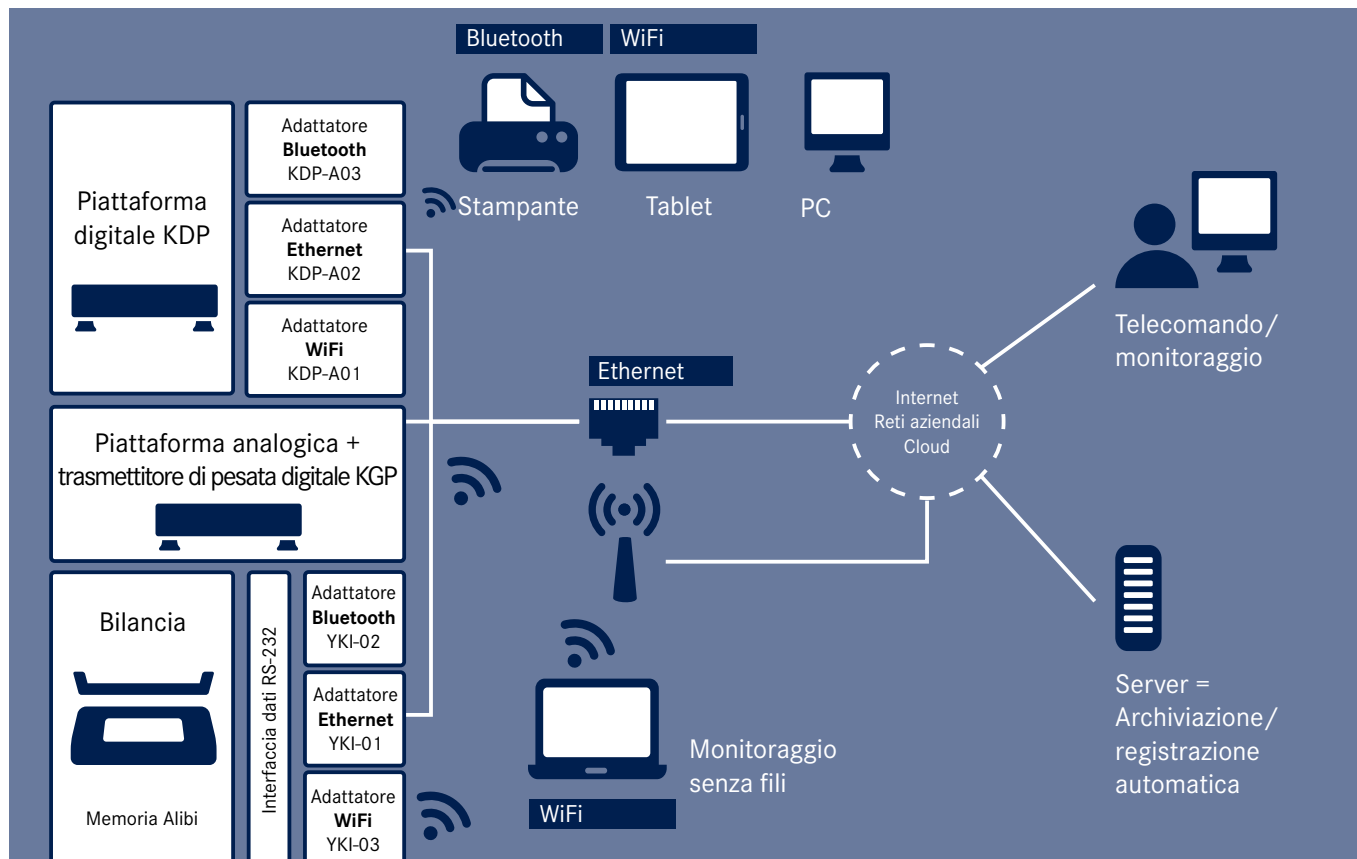 Bluetooth
WiFi
Stampante
Tablet
PC
Piattaforma
digitale KDP
Adattatore
Bluetooth
KDP-A03
Adattatore
Ethernet
KDP-A02
Adattatore
WiFi
KDP-A01
Piattaforma analogica +
trasmettitore di pesata digitale KGP
Bilancia
Memoria Alibi
Interfaccia dati RS-232
Adattatore
Bluetooth
YKI-02
Adattatore
Ethernet
YKI-01
Adattatore
WiFi
YKI-03
Ethernet
Monitoraggio
senza fili
WiFi
Internet
Reti aziendali
Cloud
Telecomando/
monitoraggio
Server =
Archiviazione/
registrazione
automatica